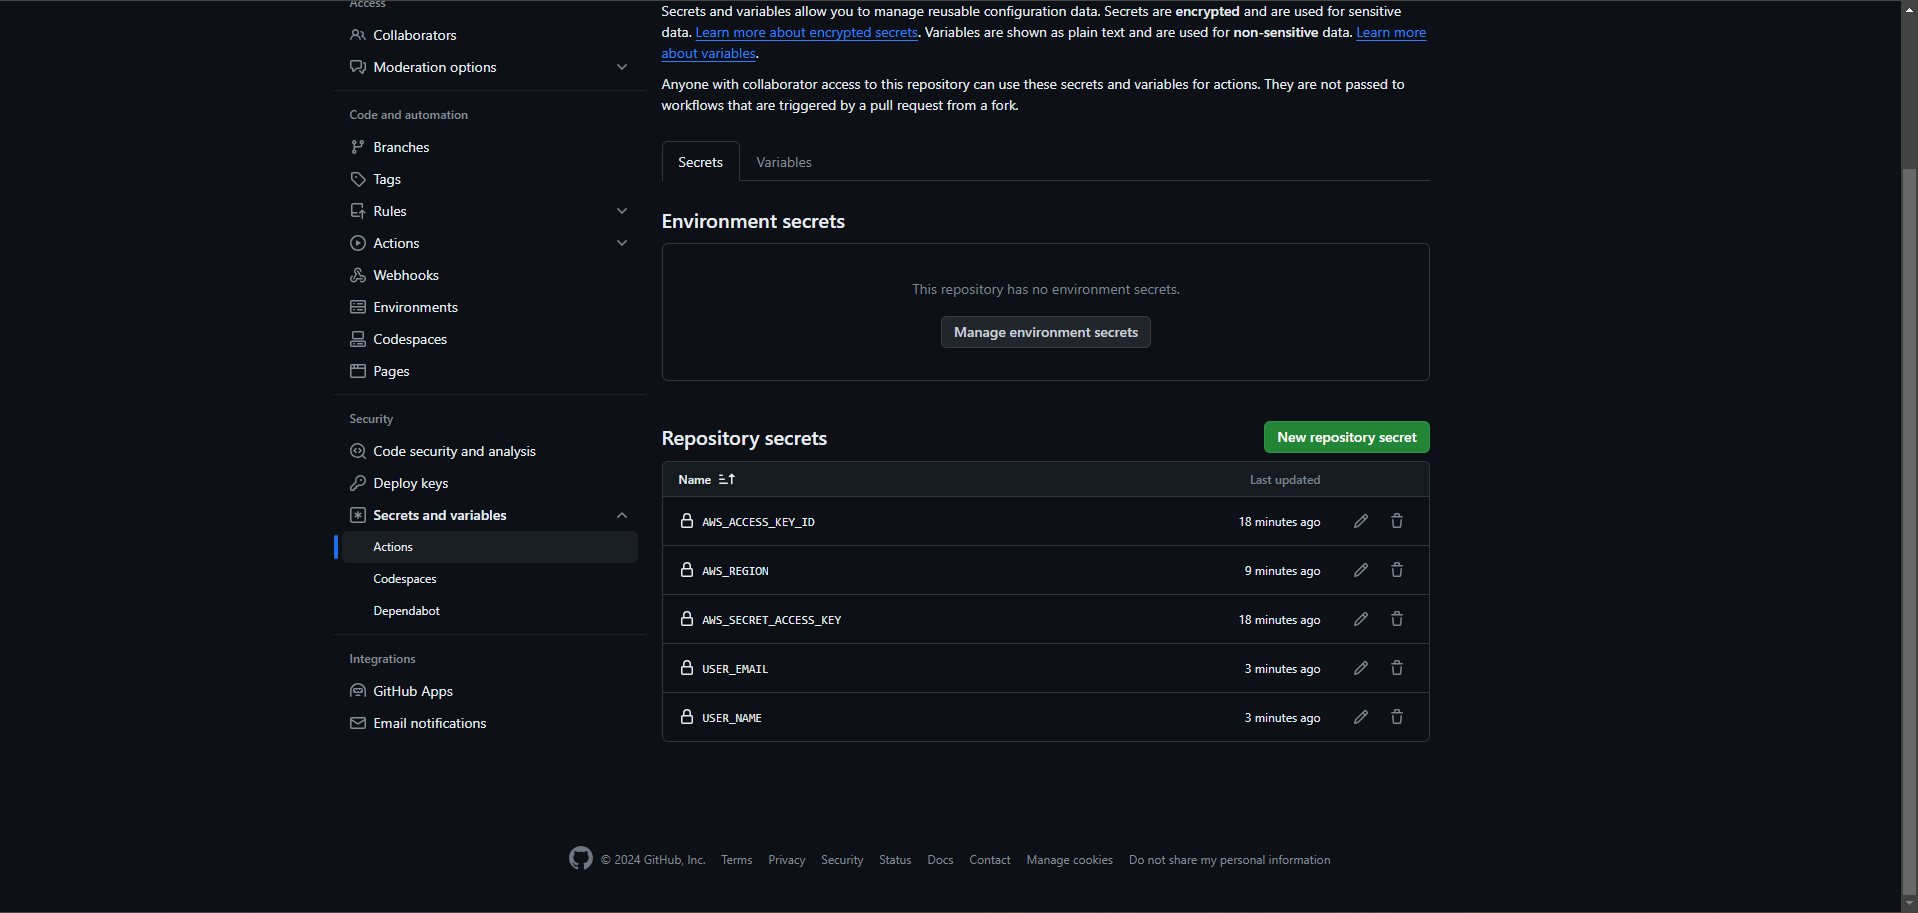 Access
Collaborators
Moderation options
Code and automation
Branches
Tags
Rules
Actions
Webhooks
Environments
Codespaces
Pages
Security
Code security and analysis
Deploy keys
Secrets and variables
Actions
Codespaces
Dependabot
Integrations
GitHub Apps
Email notifications
Secrets and variables allow you to manage reusable configuration data. Secrets are encrypted and are used for sensitive
data. Learn more about encrypted secrets. Variables are shown as plain text and are used for non-sensitive data. Learn more
about variables.
Anyone with collaborator access to this repository can use these secrets and variables for actions. They are not passed to
workflows that are triggered by a pull request from a fork.
Secrets Variables
Environment secrets
This repository has no environment secrets.
Manage environment secrets
Repository secrets New repository secret
Name Last updated
AWS_ACCESS_KEY_ID 18 minutes ago
AWS_REGION 9 minutes ago
AWS_SECRET_ACCESS_KEY 18 minutes ago
USER_EMAIL 3 minutes ago
USER_NAME 3 minutes ago
© 2024 GitHub, Inc. Terms Privacy Security Status Docs Contact Manage cookies Do not share my personal information